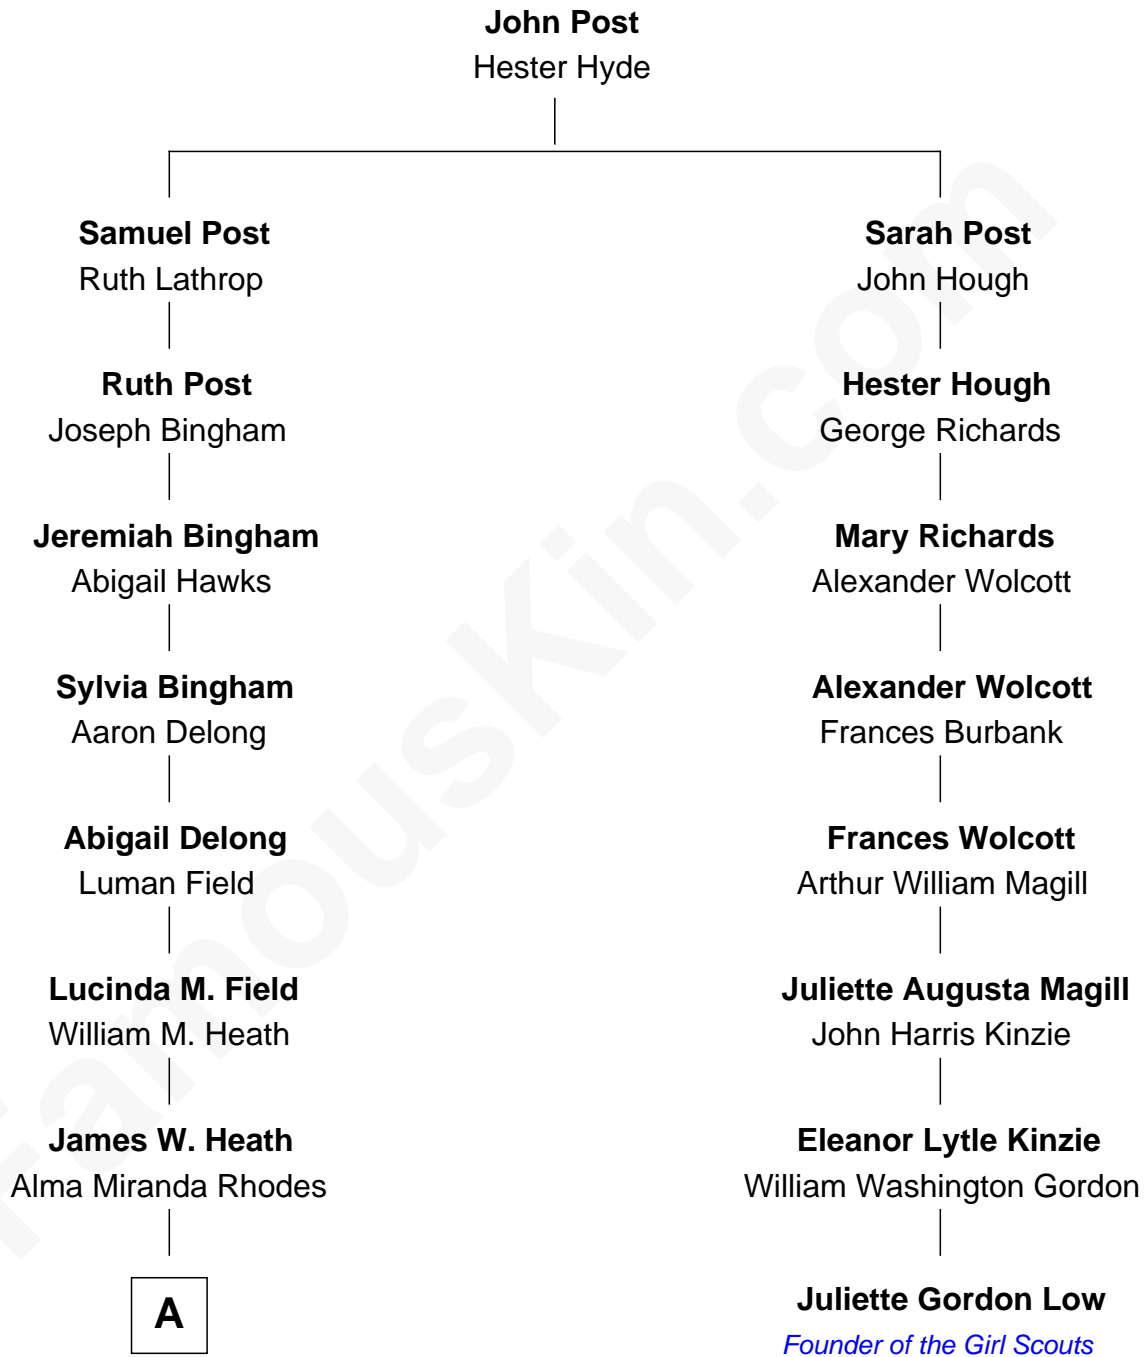 John Post
Hester Hyde
Samuel Post
Ruth Lathrop
Sarah Post
John Hough
Ruth Post
Joseph Bingham
Hester Hough
George Richards
Jeremiah Bingham
Abigail Hawks
Mary Richards
Alexander Wolcott
Sylvia Bingham
Aaron Delong
Alexander Wolcott
Frances Burbank
Abigail Delong
Luman Field
Frances Wolcott
Arthur William Magill
Lucinda M. Field
William M. Heath
Juliette Augusta Magill
John Harris Kinzie
James W. Heath
Alma Miranda Rhodes
Eleanor Lytle Kinzie
William Washington Gordon
A
Juliette Gordon Low
Founder of the Girl Scouts
FamousKin.com